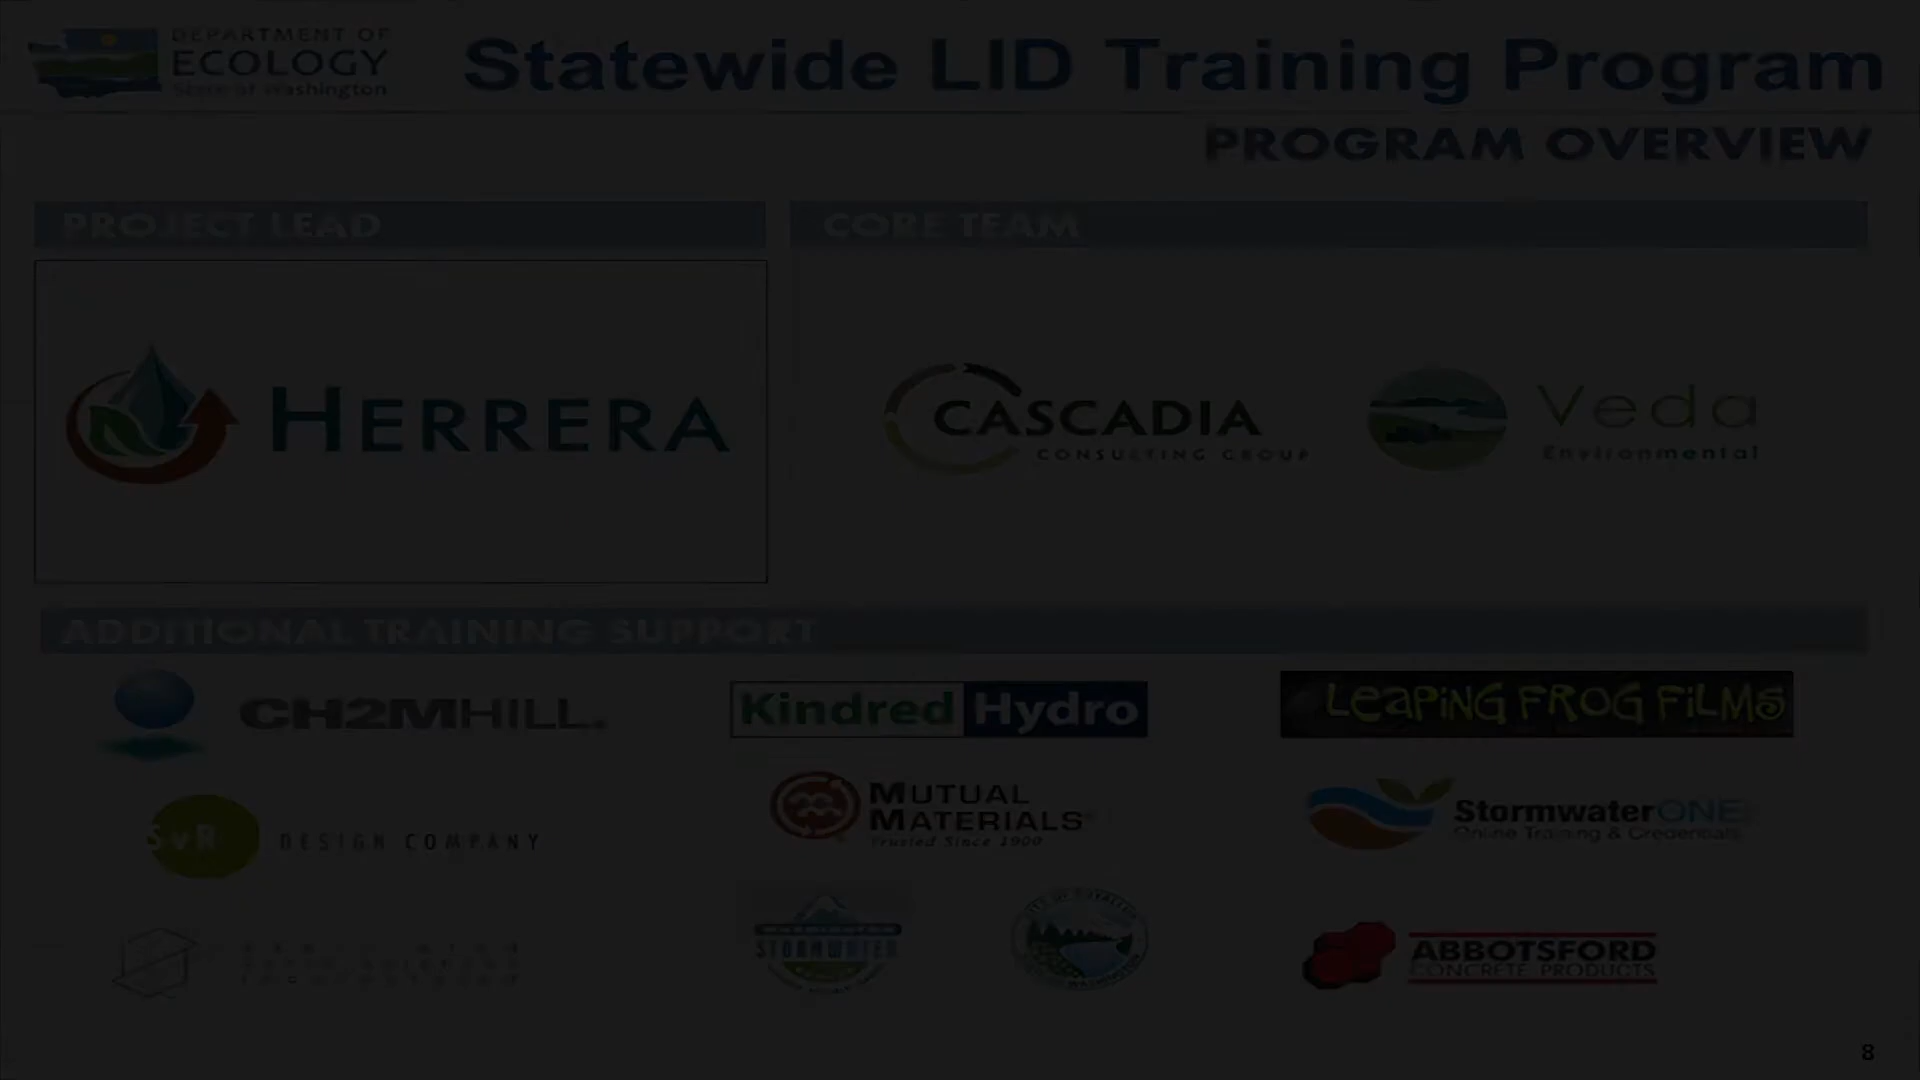 DEPARTMENT OF
ECOLOGY
State of Washington
Statewide LID Training Program
PROGRAM OVERVIEW
PROJECT LEAD
HERRERA
CORE TEAM
CASCADIA
CONSULTING GROUP
Veda
Environmental
ADDITIONAL TRAINING SUPPORT
CH2MHILL®
Kindred Hydro
LEAPING FROG FILMS
SvR DESIGN COMPANY
MUTUAL
MATERIALS
Trusted Since 1900
StormwaterONE
Online Training & Credentials
STORMWATER
WASHINGTON
ABBOTSFORD
CONCRETE PRODUCTS
8